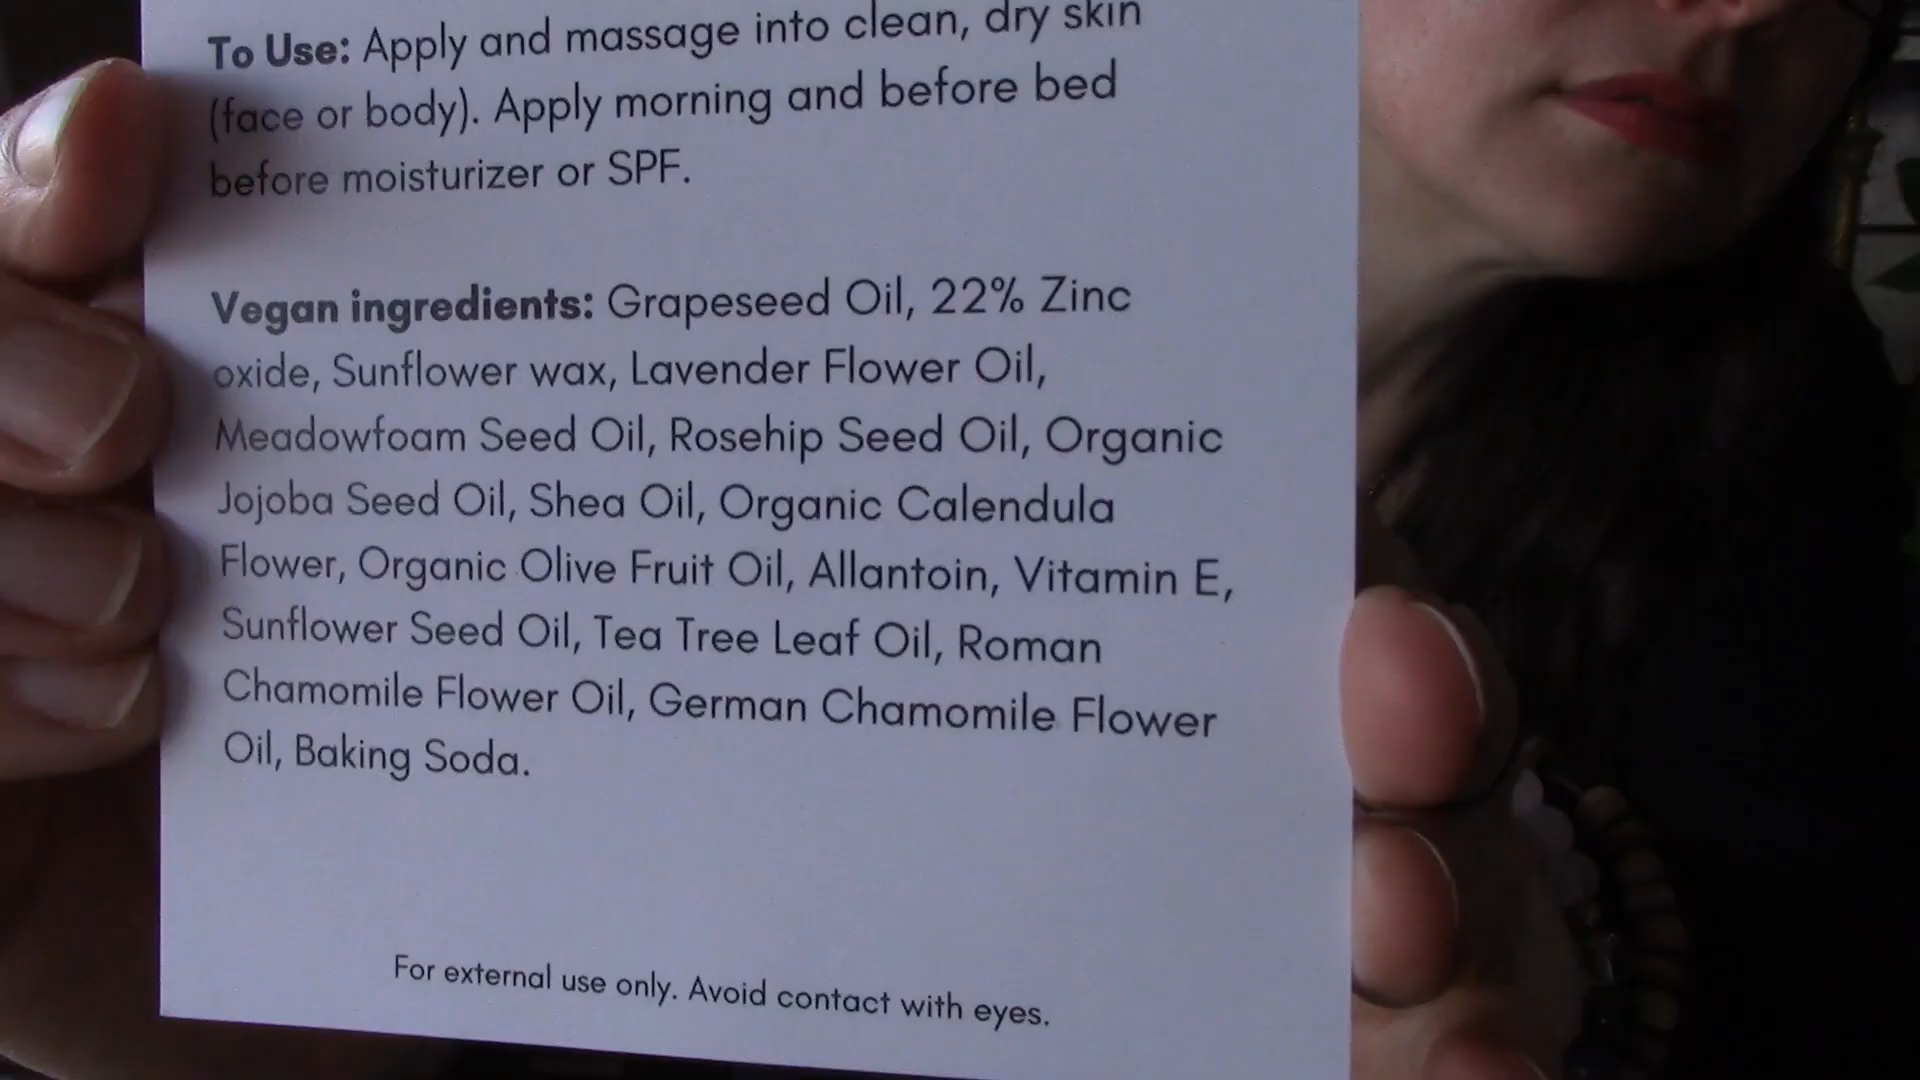 To Use: Apply and massage into clean, dry skin
(face or body). Apply morning and before bed
before moisturizer or SPF.
Vegan ingredients: Grapeseed Oil, 22% Zinc
oxide, Sunflower wax, Lavender Flower Oil,
Meadowfoam Seed Oil, Rosehip Seed Oil, Organic
Jojoba Seed Oil, Shea Oil, Organic Calendula
Flower, Organic Olive Fruit Oil, Allantoin, Vitamin E,
Sunflower Seed Oil, Tea Tree Leaf Oil, Roman
Chamomile Flower Oil, German Chamomile Flower
Oil, Baking Soda.
For external use only. Avoid contact with eyes.